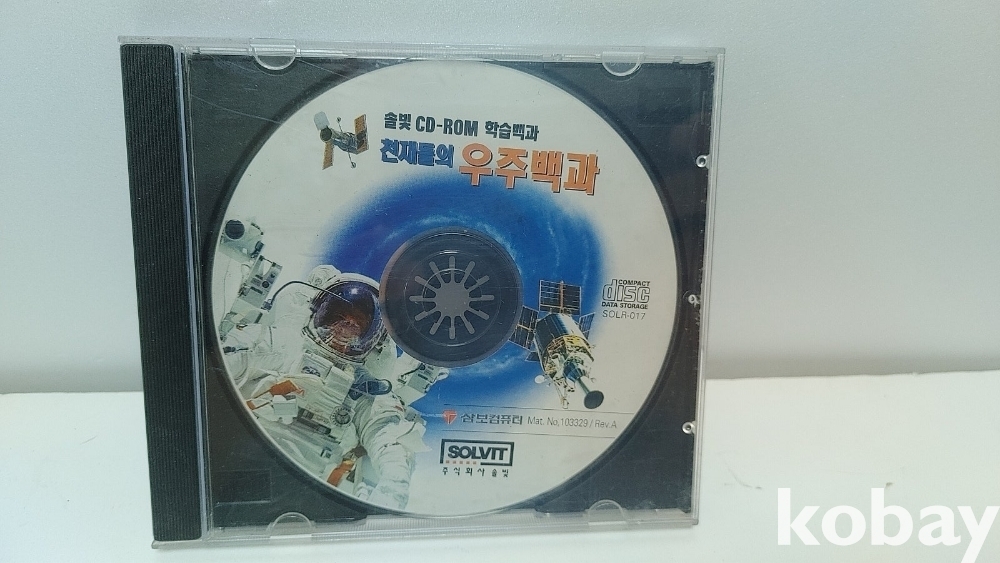 솔빛 CD-ROM 학습백과
천재들의 우주백과
COMPACT
disc
DATA STORAGE
SOLR-017
삼보컴퓨터 Mat. No,103329 / Rev.A
SOLVIT
주식회사 솔빛
kobay